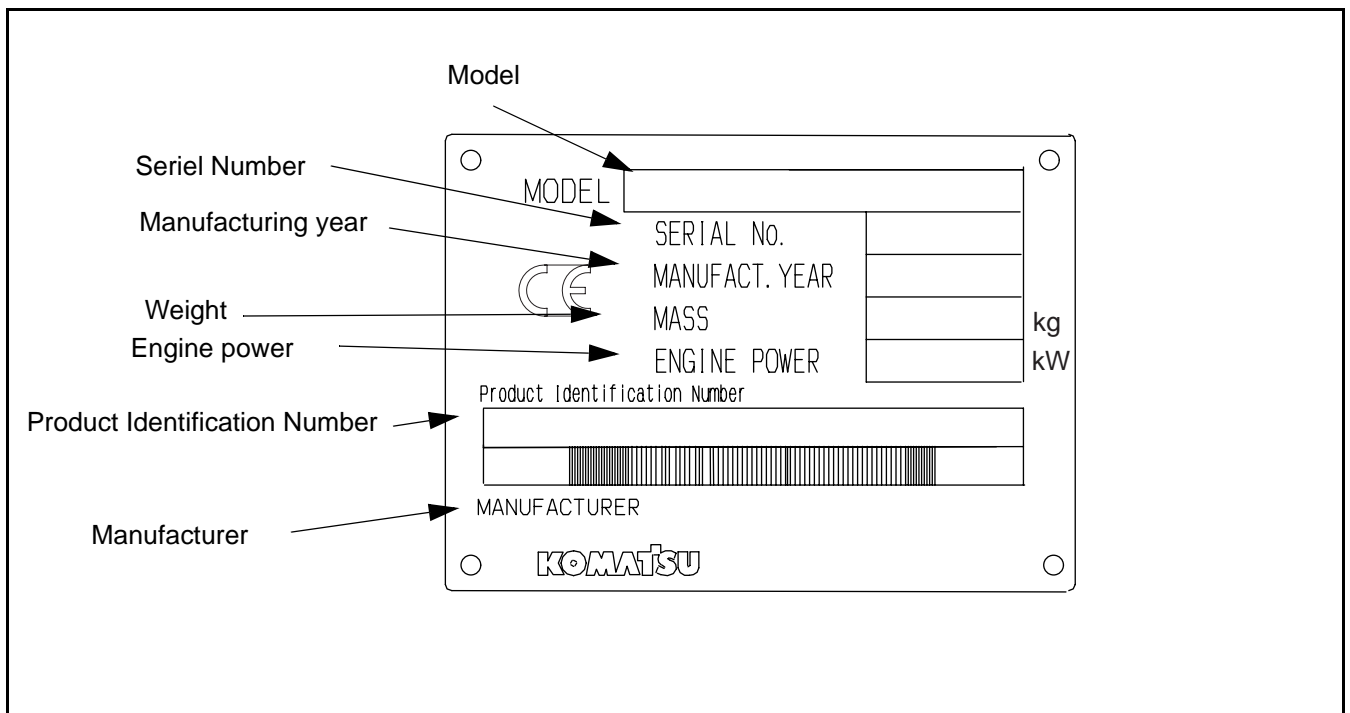 Model
Seriel Number
MODEL
Manufacturing year
SERIAL No.
MANUFACT. YEAR
CE
Weight
MASS
kg
Engine power
ENGINE POWER
kW
Product Identification Number
Product Identification Number
MANUFACTURER
Manufacturer
KOMATSU